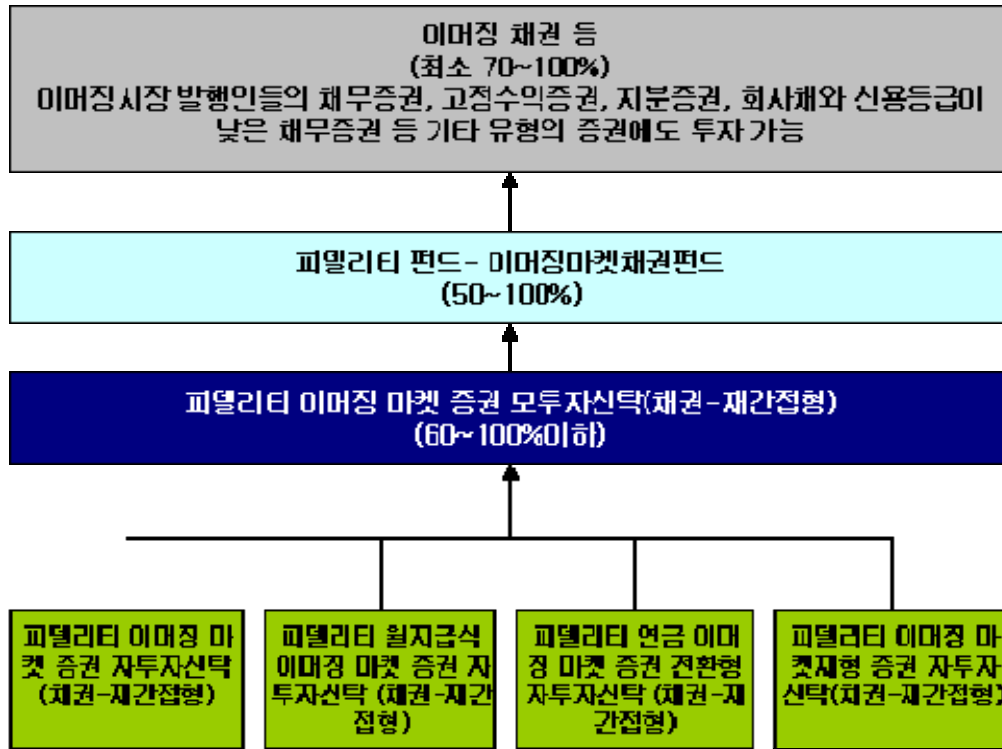 이머징 채권 등
(최소 70~100%)
이머징시장 발행인들의 채무증권, 고정수익증권, 지분증권, 회사채와 신용등급이
낮은 채무증권 등 기타 유형의 증권에도 투자 가능
피델리티 펀드- 이머징마켓채권펀드
(50~100%)
피델리티 이머징 마켓 증권 모투자신탁(채권-재간접형)
(60~100%이하)
피델리티 이머징 마
켓 증권 자투자신탁
(채권-재간접형)
피델리티 월지급식
이머징 마켓 증권 자
투자신탁 (채권-재간
접형)
피델리티 연금 이머
징 마켓 증권 전환형
자투자신탁 (채권-재
간접형)
피델리티 이머징 마
켓재형 증권 자투자
신탁(채권-재간접형)